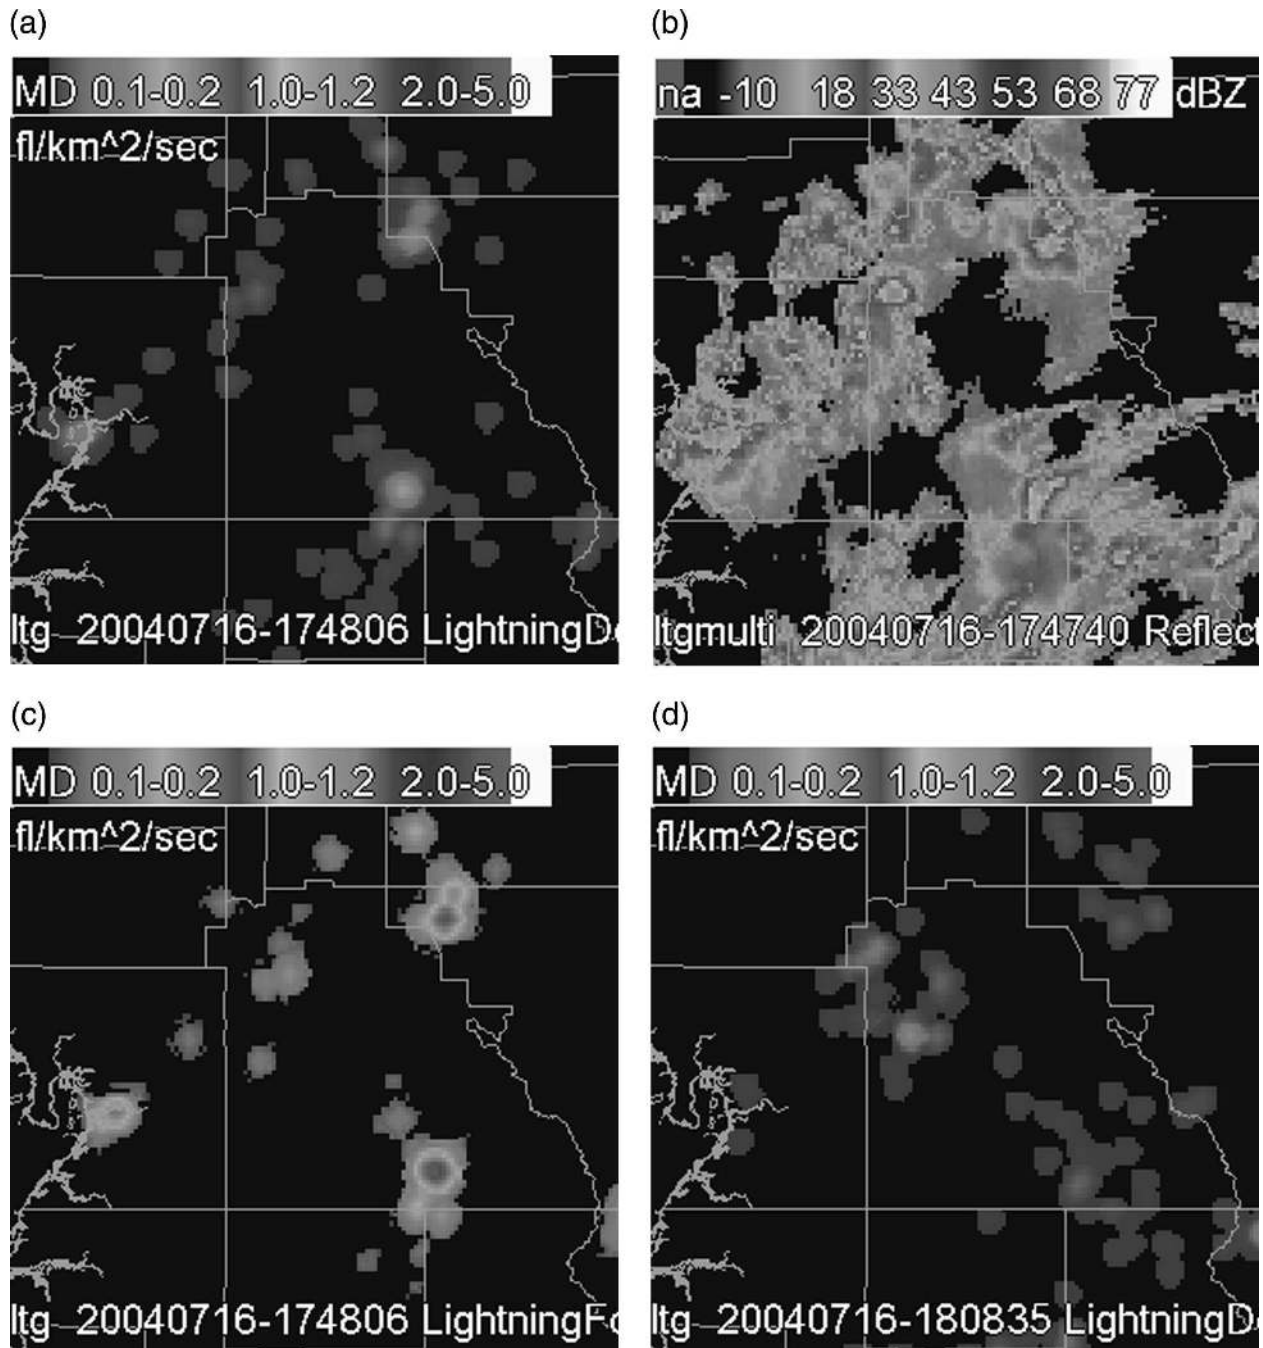 (a)
MD 0.1-0.2 1.0-1.2 2.0-5.0
fl/km^2/sec
ltg 20040716-174806 LightningDe
(b)
na -10 18 33 43 53 68 77 dBZ
ltgmulti 20040716-174740 Reflect
(c)
MD 0.1-0.2 1.0-1.2 2.0-5.0
fl/km^2/sec
ltg 20040716-174806 LightningFo
(d)
MD 0.1-0.2 1.0-1.2 2.0-5.0
fl/km^2/sec
ltg 20040716-180835 LightningDe